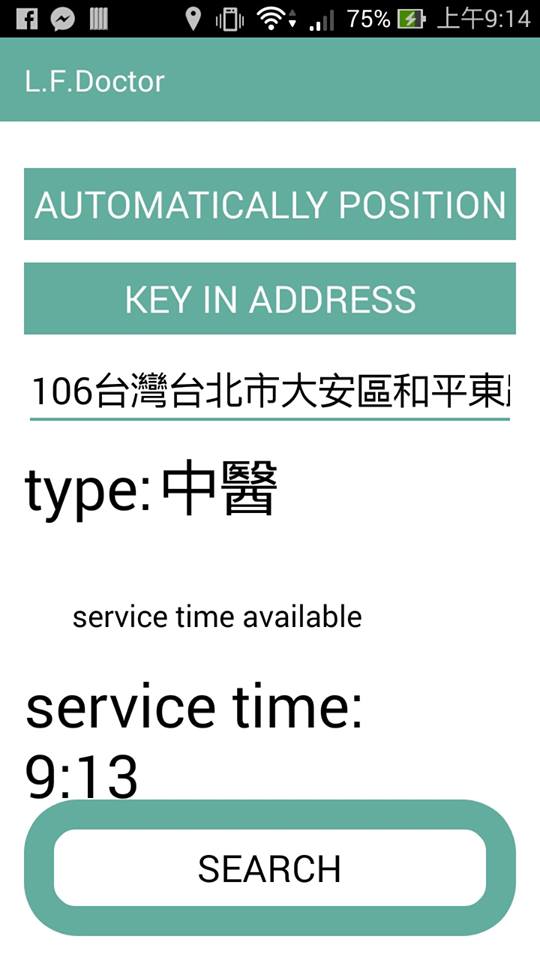 75% 上午9:14
L.F.Doctor
AUTOMATICALLY POSITION
KEY IN ADDRESS
106台灣台北市大安區和平東
type: 中醫
service time available
service time:
9:13
SEARCH